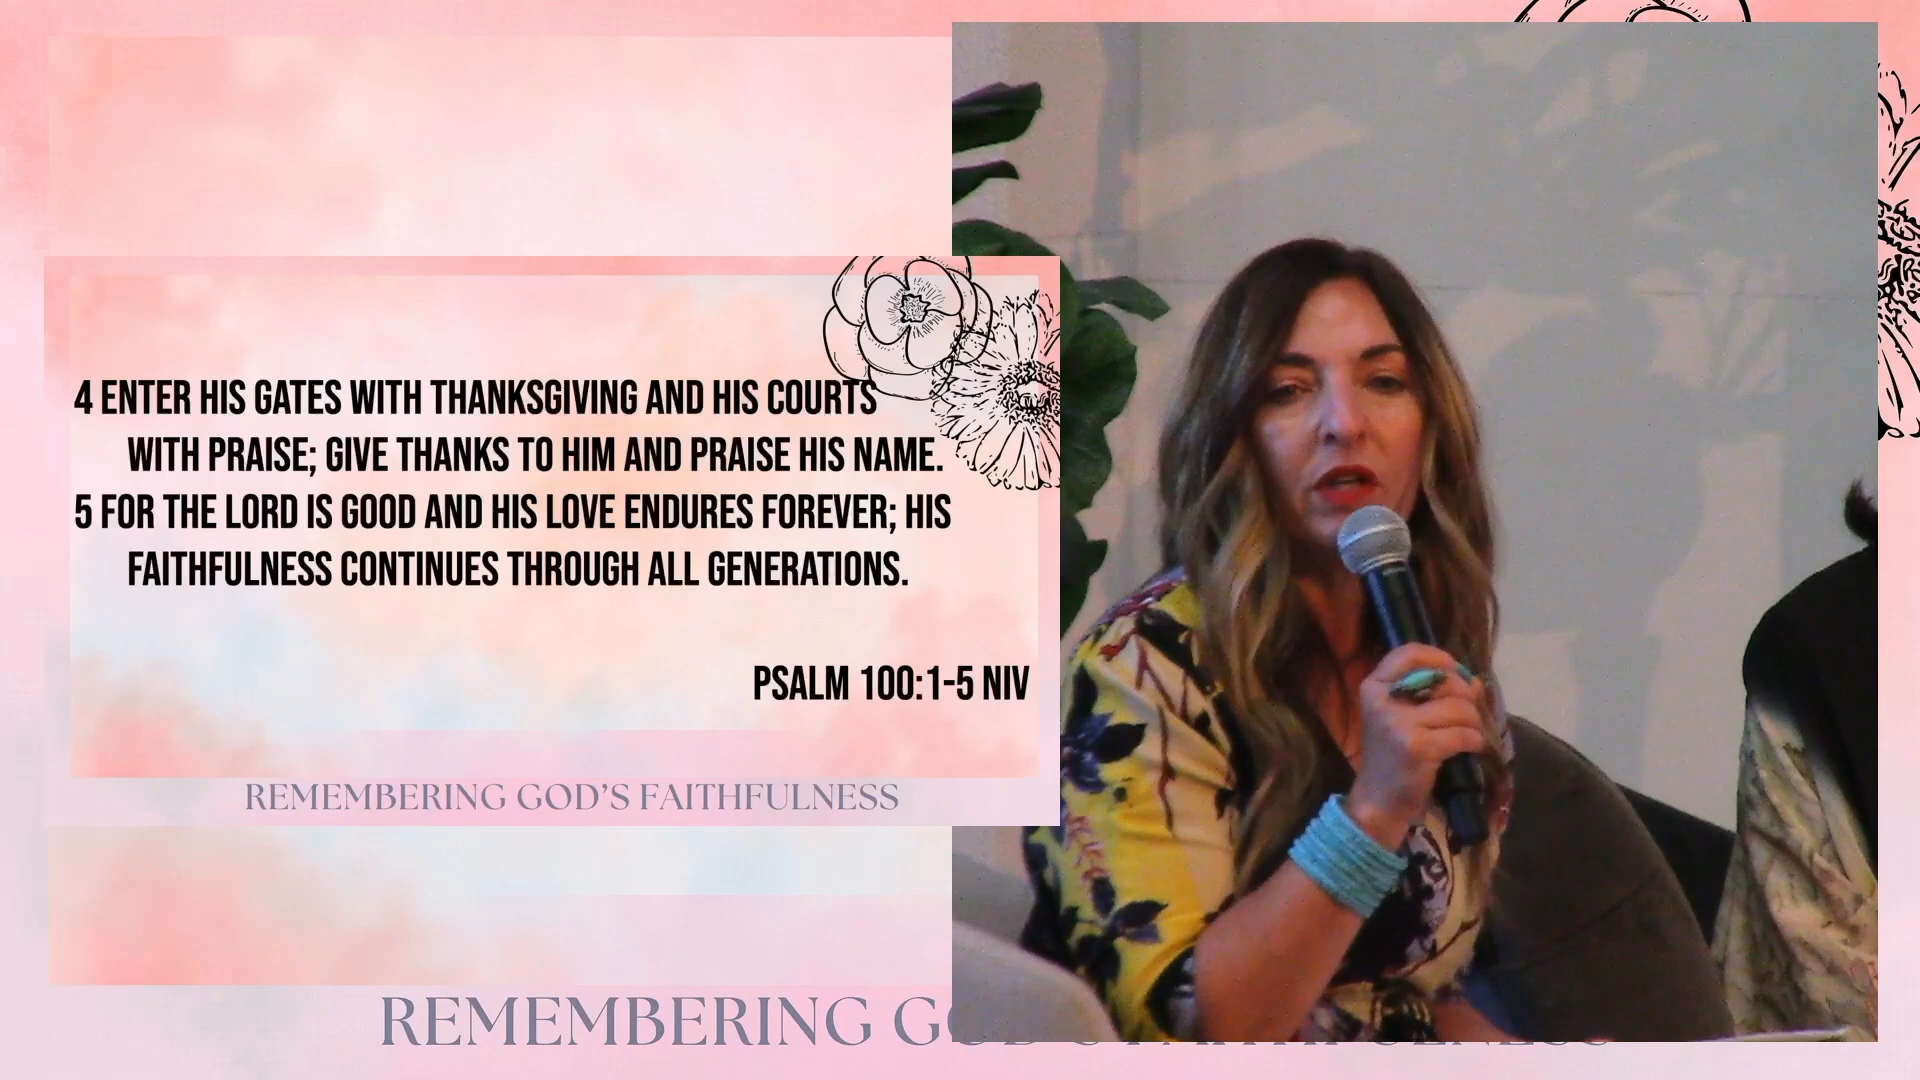 4 ENTER HIS GATES WITH THANKSGIVING AND HIS COURTS
WITH PRAISE; GIVE THANKS TO HIM AND PRAISE HIS NAME.
5 FOR THE LORD IS GOOD AND HIS LOVE ENDURES FOREVER; HIS
FAITHFULNESS CONTINUES THROUGH ALL GENERATIONS.
PSALM 100:1-5 NIV
REMEMBERING GOD'S FAITHFULNESS
REMEMBERING